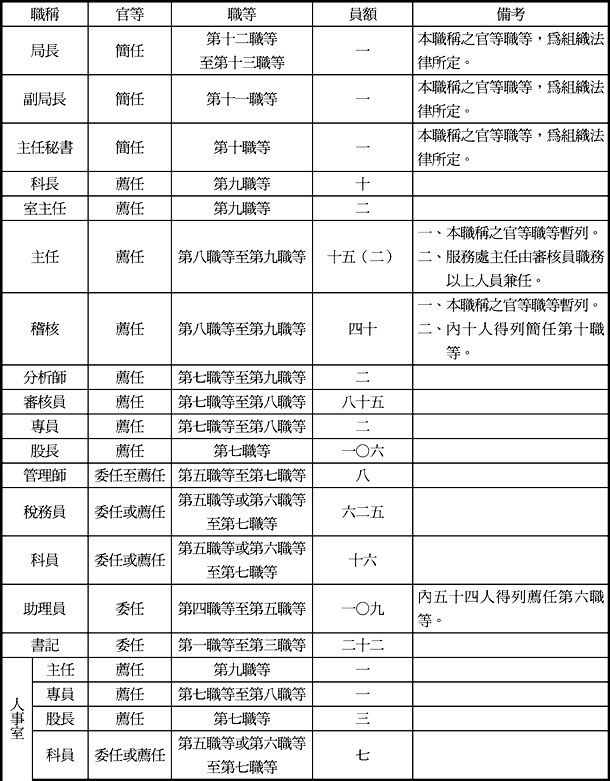 職稱 官等 職等 員額 備考
局長 簡任 第十二職等至第十三職等 一 本職稱之官等職等，為組織法律所定。
副局長 簡任 第十一職等 一 本職稱之官等職等，為組織法律所定。
主任秘書 簡任 第十職等 一 本職稱之官等職等，為組織法律所定。
科長 薦任 第九職等 十
室主任 薦任 第九職等 二
主任 薦任 第八職等至第九職等 十五（二） 一、本職稱之官等職等暫列。二、服務處主任由審核員職務以上人員兼任。
稽核 薦任 第八職等至第九職等 四十 一、本職稱之官等職等暫列。二、內十人得列簡任第十職等。
分析師 薦任 第七職等至第九職等 二
審核員 薦任 第七職等至第八職等 八十五
專員 薦任 第七職等至第八職等 二
股長 薦任 第七職等 一〇六
管理師 委任至薦任 第五職等至第七職等 八
稅務員 委任或薦任 第五職等或第六職等至第七職等 六二五
科員 委任或薦任 第五職等或第六職等至第七職等 十六
助理員 委任 第四職等至第五職等 一〇九 內五十四人得列薦任第六職等。
書記 委任 第一職等至第三職等 二十二
人事室
主任 薦任 第九職等 一
專員 薦任 第七職等至第八職等 一
股長 薦任 第七職等 三
科員 委任或薦任 第五職等或第六職等至第七職等 七